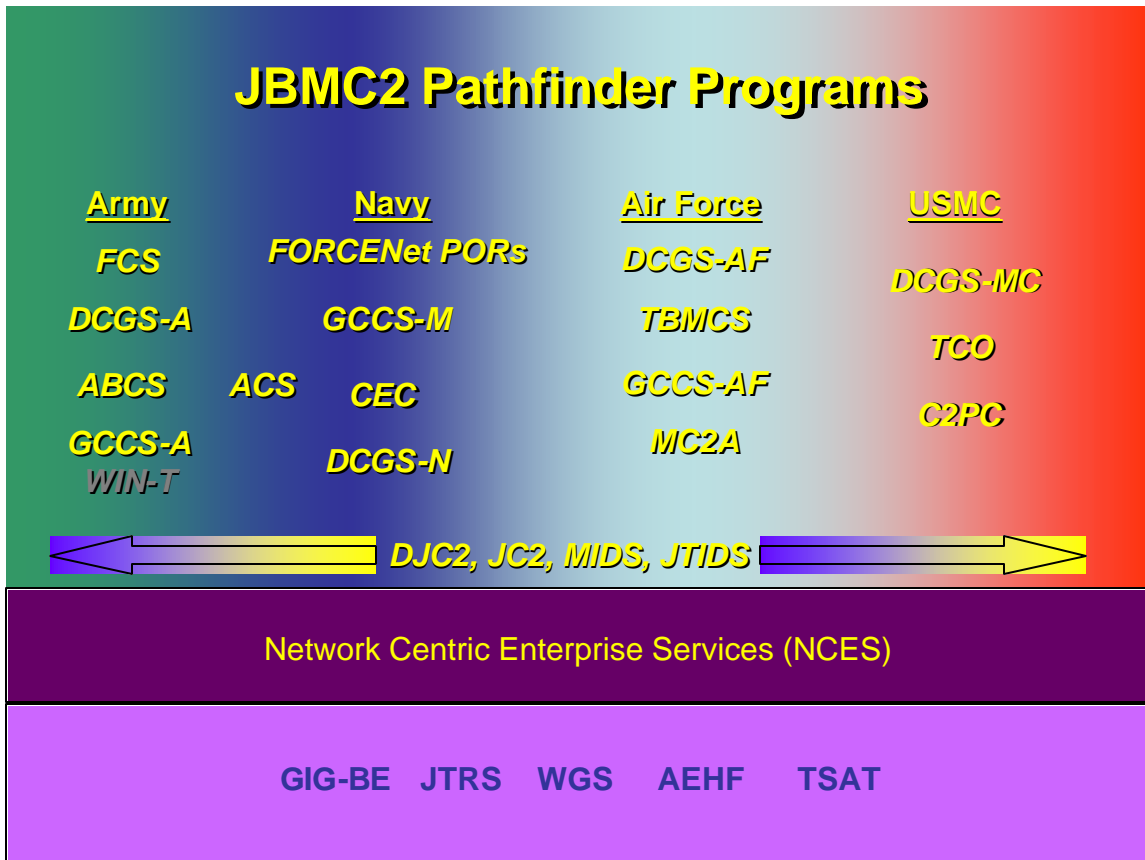 JBMC2 Pathfinder Programs
Army
FCS
DCGS-A
ABCS ACS
GCCS-A
WIN-T
Navy
FORCENet PORs
GCCS-M
CEC
DCGS-N
Air Force
DCGS-AF
TBMCS
GCCS-AF
MC2A
USMC
DCGS-MC
TCO
C2PC
DJC2, JC2, MIDS, JTIDS
Network Centric Enterprise Services (NCES)
GIG-BE JTRS WGS AEHF TSAT